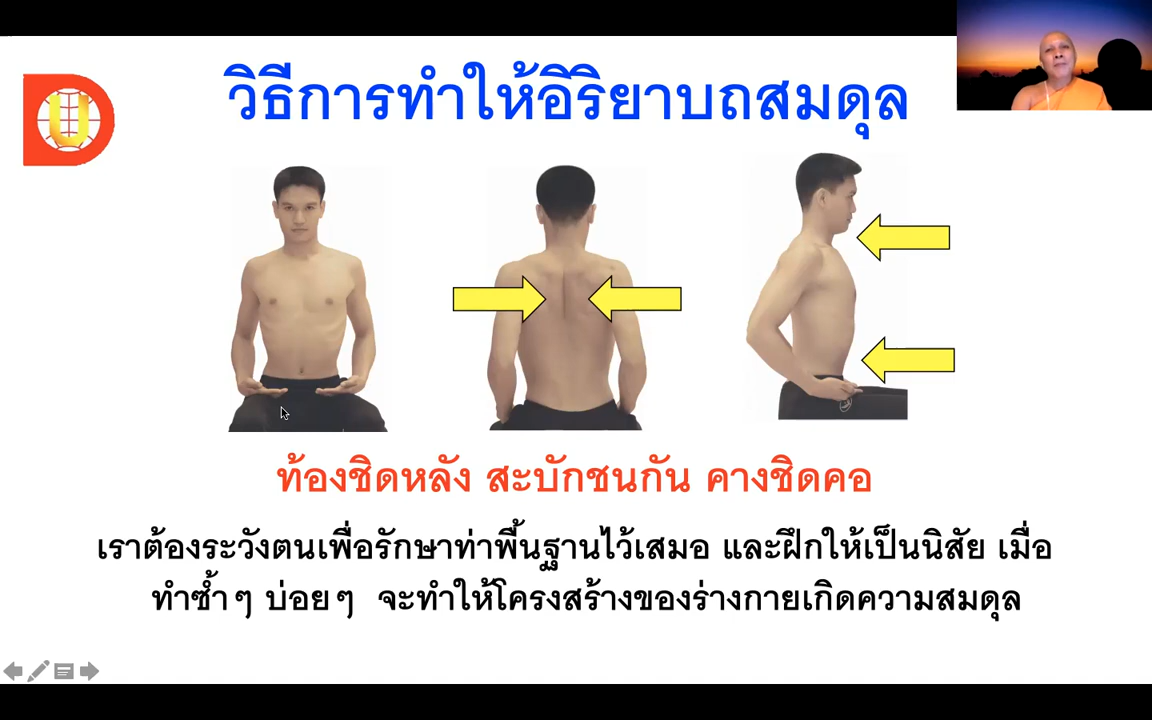 วิธีการทำให้อิริยาบถสมดุล
U
ท้องชิดหลัง สะบักชนกัน คางชิดคอ
เราต้องระวังตนเพื่อรักษาท่าพื้นฐานไว้เสมอ และฝึกให้เป็นนิสัย เมื่อ
ทำซ้ำๆ บ่อยๆ จะทำให้โครงสร้างของร่างกายเกิดความสมดุล